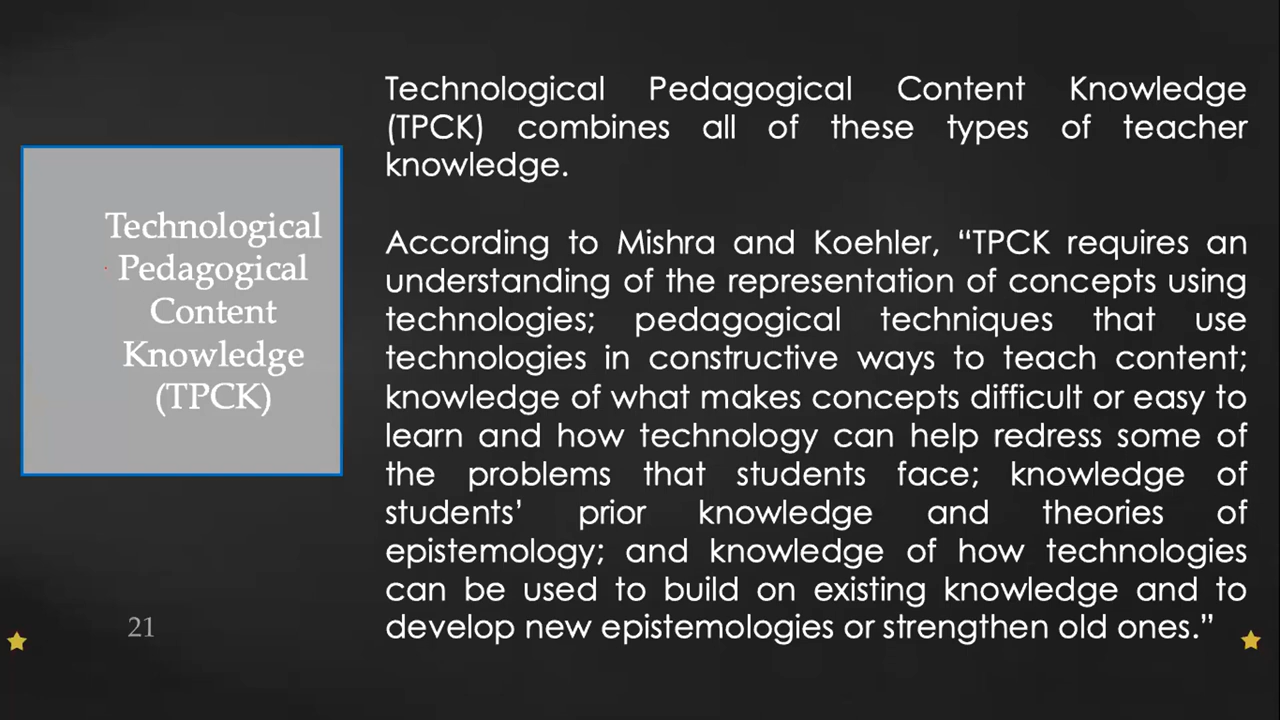 Technological
Pedagogical
Content
Knowledge
(TPCK)
Technological Pedagogical Content Knowledge
(TPCK) combines all of these types of teacher
knowledge.
According to Mishra and Koehler, “TPCK requires an
understanding of the representation of concepts using
technologies; pedagogical techniques that use
technologies in constructive ways to teach content;
knowledge of what makes concepts difficult or easy to
learn and how technology can help redress some of
the problems that students face; knowledge of
students’ prior knowledge and theories of
epistemology; and knowledge of how technologies
can be used to build on existing knowledge and to
develop new epistemologies or strengthen old ones.”
21